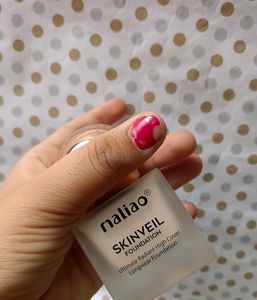 maliao®
SKINVEIL
FOUNDATION
Ultimate Radiant High Cover
Longwear Foundation